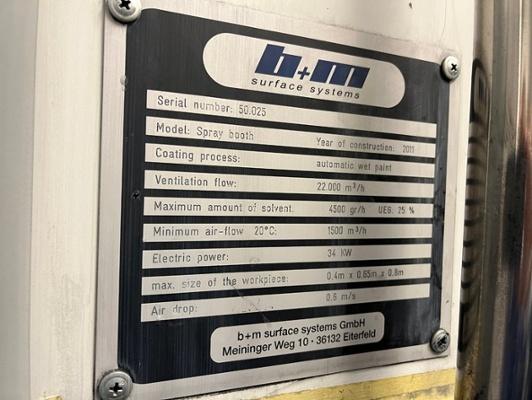 b+m
surface systems
Serial number: 50.025
Model: Spray booth Year of construction: 2011
Coating process: automatic wet paint
Ventilation flow: 22.000 m³/h
Maximum amount of solvent: 4500 gr/h UEG. 25 %
Minimum air-flow 20°C: 1500 m³/h
Electric power: 34 KW
max. size of the workpiece: 0.4m x 0.65m x 0.8m
Air drop: 0.6 m/s
b+m surface systems GmbH
Meininger Weg 10 · 36132 Eiterfeld